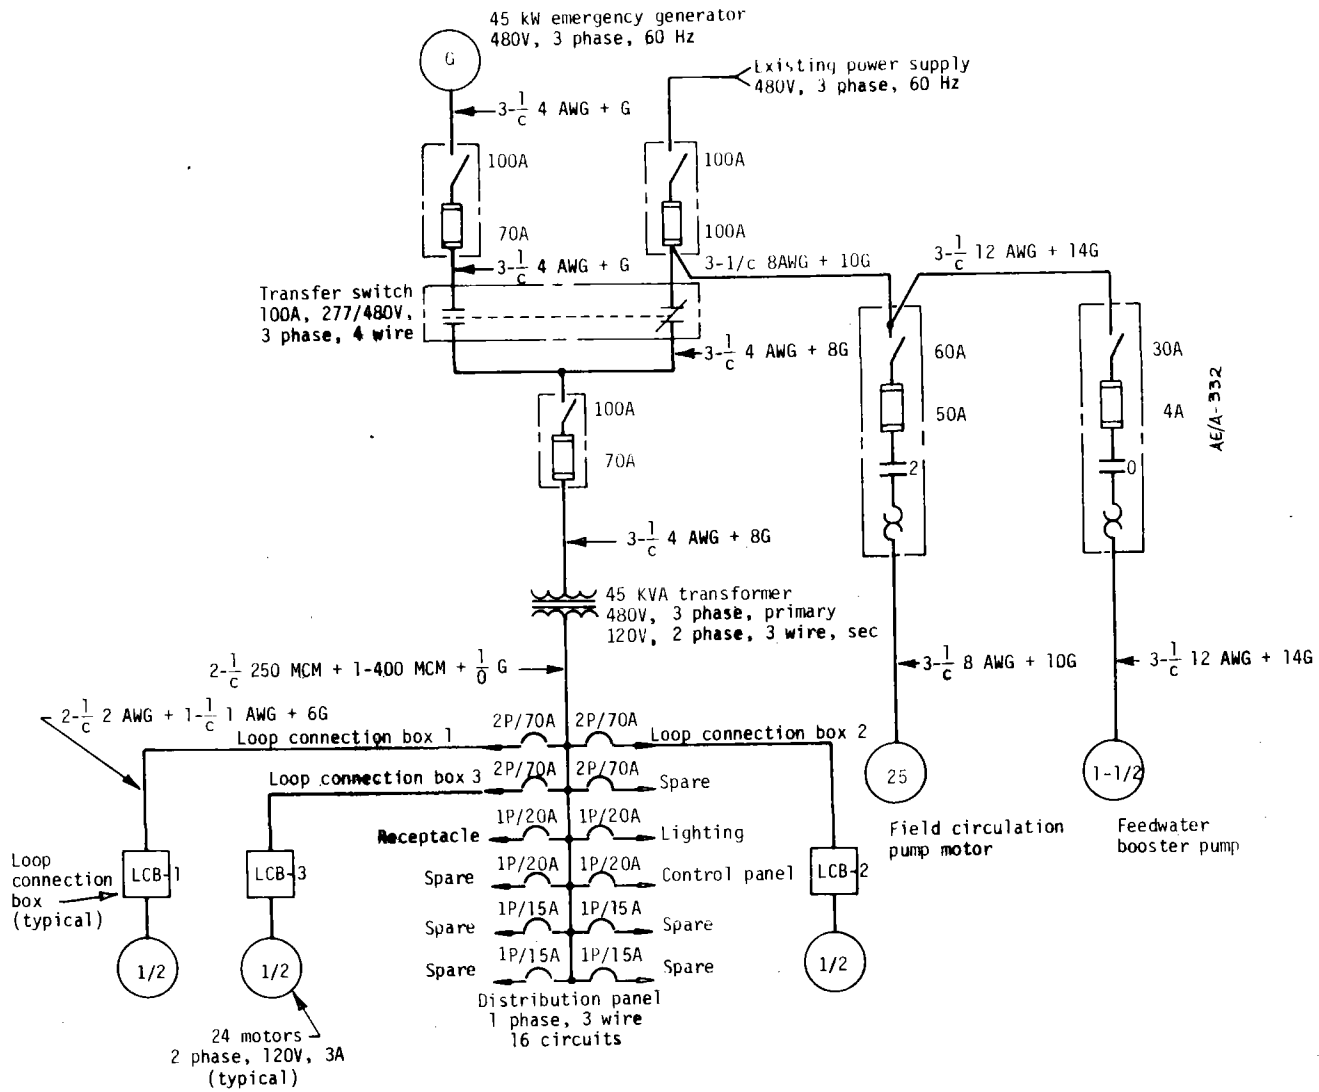 45 kW emergency generator
480V, 3 phase, 60 Hz
G
Existing power supply
480V, 3 phase, 60 Hz
3-1/c 4 AWG + G
100A
100A
70A
100A
3-1/c 4 AWG + G
3-1/c 8AWG + 10G
3-1/c 12 AWG + 14G
Transfer switch
100A, 277/480V,
3 phase, 4 wire
3-1/c 4 AWG + 8G
60A
30A
50A
4A
AE/A-332
100A
70A
2
0
3-1/c 4 AWG + 8G
45 KVA transformer
480V, 3 phase, primary
120V, 2 phase, 3 wire, sec
2-1/c 250 MCM + 1-400 MCM + 1/0 G
3-1/c 8 AWG + 10G
3-1/c 12 AWG + 14G
2-1/c 2 AWG + 1-1/c 1 AWG + 6G
2P/70A 2P/70A
Loop connection box 1
Loop connection box 2
2P/70A 2P/70A
Loop connection box 3
Spare
25
1-1/2
1P/20A 1P/20A
Receptacle
Lighting
Field circulation
pump motor
Feedwater
booster pump
1P/20A 1P/20A
Spare
Control panel
Loop
connection
box
(typical)
LCB-1
LCB-3
LCB-2
1P/15A 1P/15A
Spare
Spare
1P/15A 1P/15A
Spare
Spare
1/2
1/2
1/2
Distribution panel
1 phase, 3 wire
16 circuits
24 motors
2 phase, 120V, 3A
(typical)